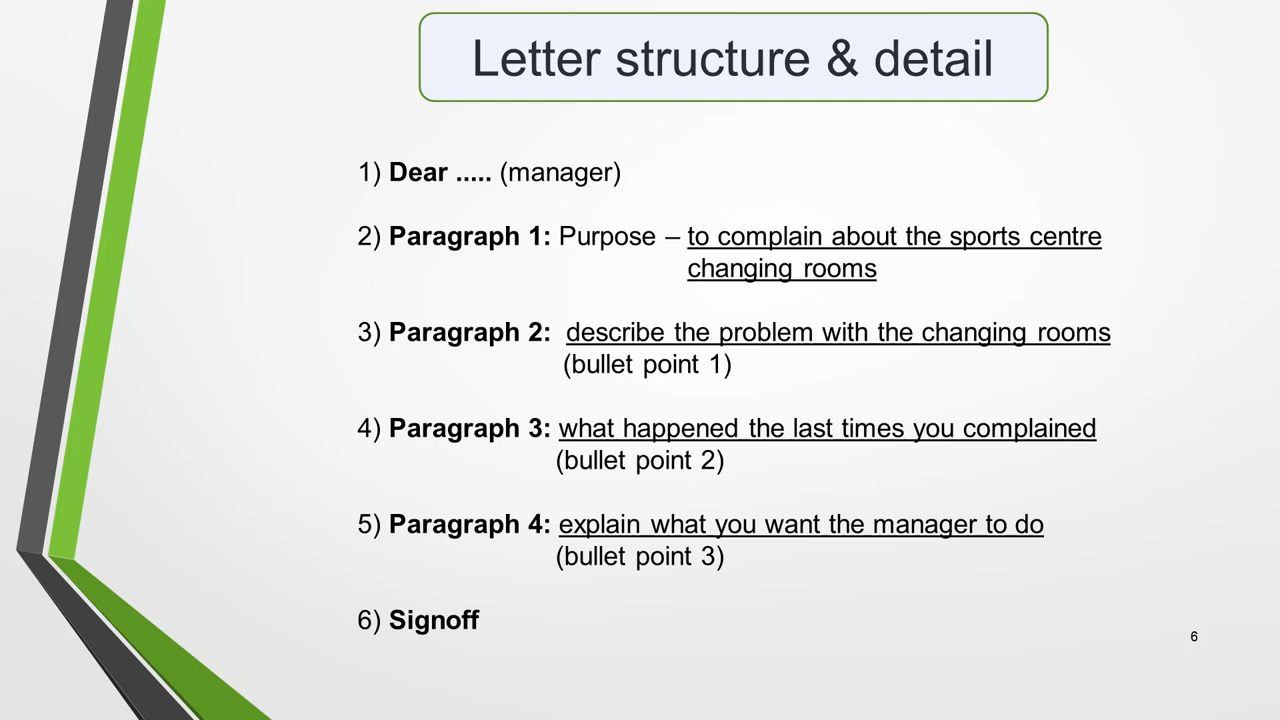 Letter structure & detail
1) Dear ..... (manager)
2) Paragraph 1: Purpose – to complain about the sports centre
changing rooms
3) Paragraph 2: describe the problem with the changing rooms
(bullet point 1)
4) Paragraph 3: what happened the last times you complained
(bullet point 2)
5) Paragraph 4: explain what you want the manager to do
(bullet point 3)
6) Signoff
6